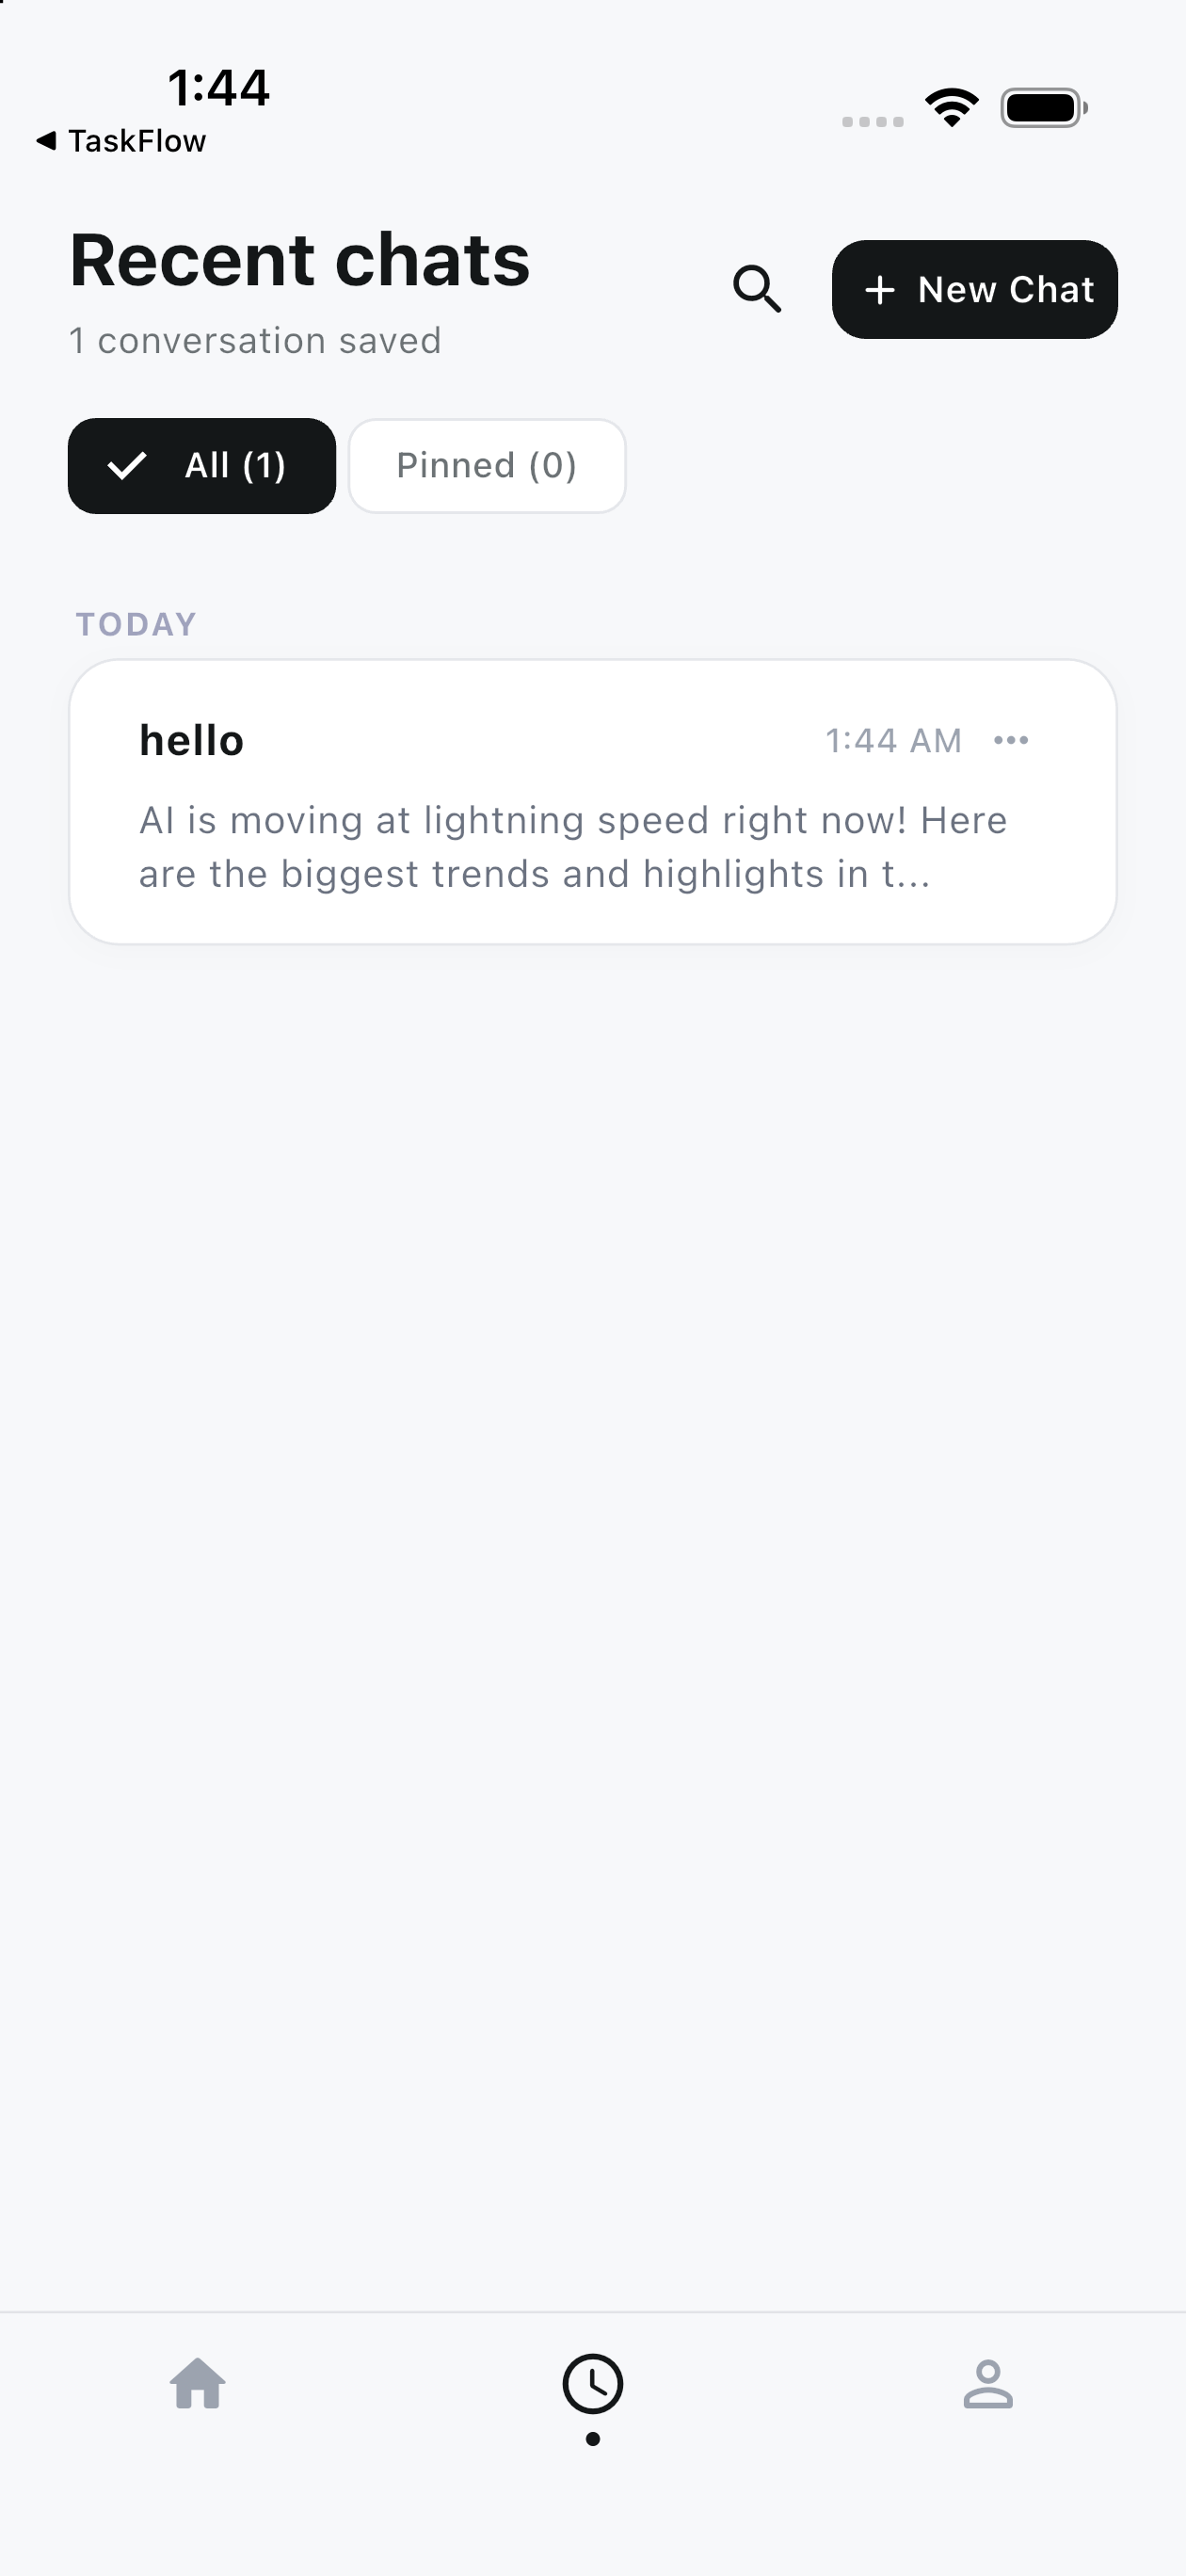 1:44
TaskFlow
Recent chats
1 conversation saved
New Chat
All (1)
Pinned (0)
TODAY
hello
1:44 AM
AI is moving at lightning speed right now! Here
are the biggest trends and highlights in t...